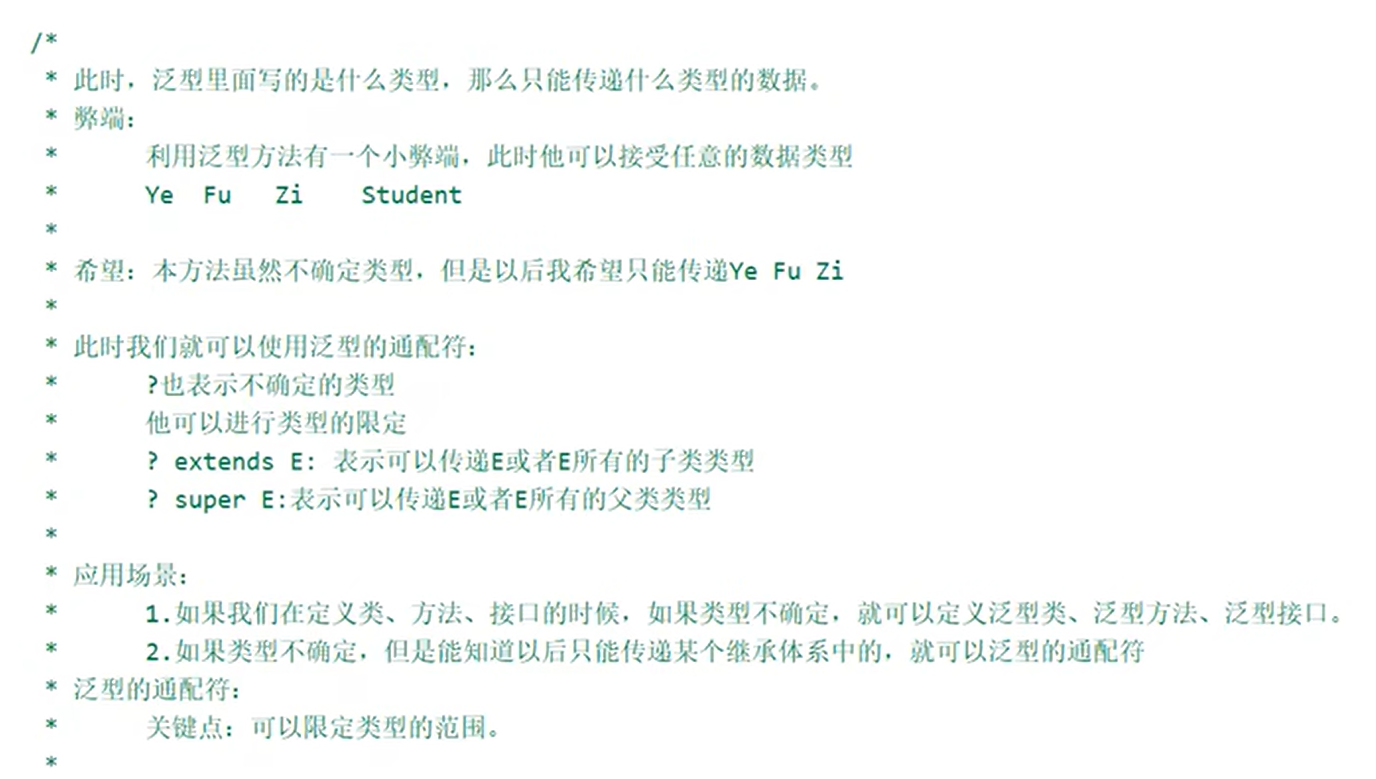 /*
* 此时，泛型里面写的是什么类型，那么只能传递什么类型的数据。
* 弊端：
* 利用泛型方法有一个小弊端，此时他可以接受任意的数据类型
* Ye Fu Zi Student
*
* 希望：本方法虽然不确定类型，但是以后我希望只能传递Ye Fu Zi
*
* 此时我们就可以使用泛型的通配符：
* ?也表示不确定的类型
* 他可以进行类型的限定
* ? extends E: 表示可以传递E或者E所有的子类类型
* ? super E:表示可以传递E或者E所有的父类类型
*
* 应用场景：
* 1.如果我们在定义类、方法、接口的时候，如果类型不确定，就可以定义泛型类、泛型方法、泛型接口。
* 2.如果类型不确定，但是能知道以后只能传递某个继承体系中的，就可以泛型的通配符
* 泛型的通配符：
* 关键点：可以限定类型的范围。
*